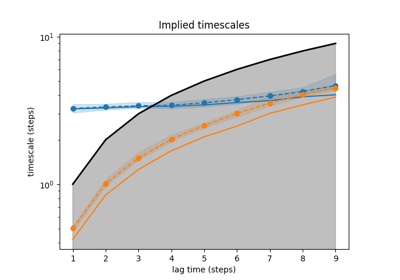 Implied timescales
10¹
10⁰
timescale (steps)
1 2 3 4 5 6 7 8 9
lag time (steps)